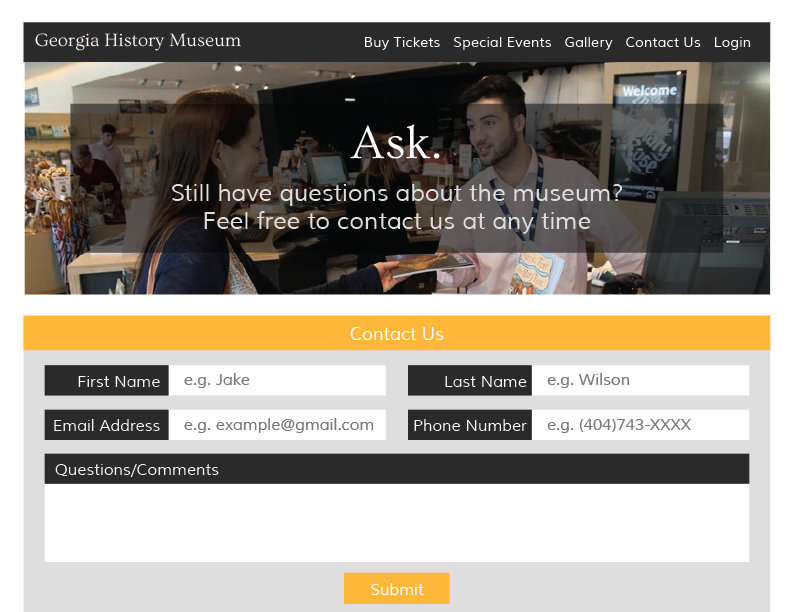 Georgia History Museum
Buy Tickets Special Events Gallery Contact Us Login
Welcome
Ask.
Still have questions about the museum?
Feel free to contact us at any time
Contact Us
First Name e.g. Jake
Last Name e.g. Wilson
Email Address e.g. example@gmail.com
Phone Number e.g. (404)743-XXXX
Questions/Comments
Submit